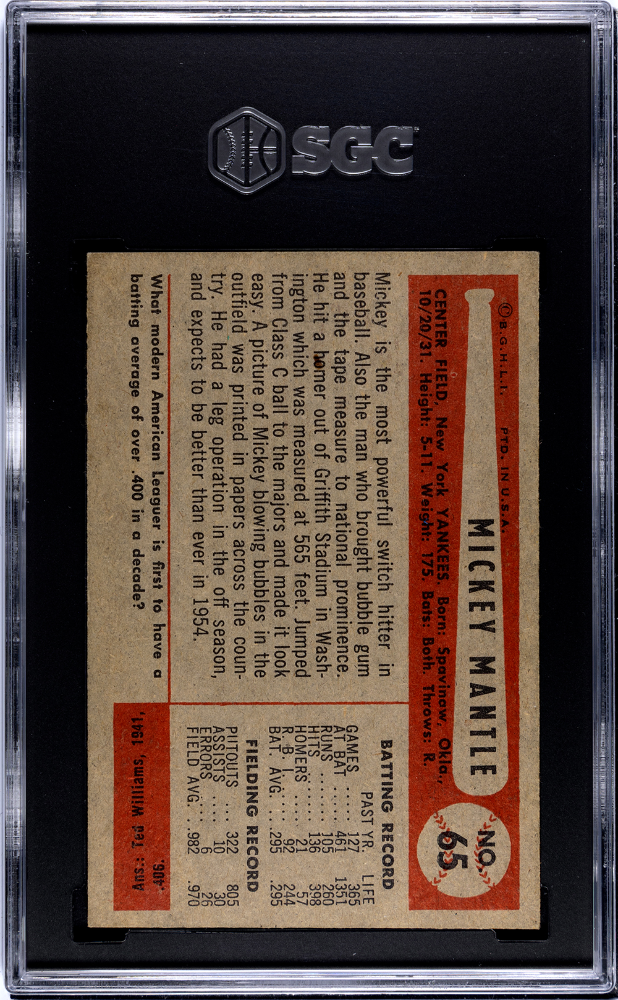 SGC
© B.G.H.L.I. PTD. IN U.S.A.
MICKEY MANTLE
NO.
65
CENTER FIELD, New York YANKEES. Born: Spavinaw, Okla.,
10/20/31. Height: 5-11. Weight: 175. Bats: Both. Throws: R.
Mickey is the most powerful switch hitter in
baseball. Also the man who brought bubble gum
and the tape measure to national prominence.
He hit a homer out of Griffith Stadium in Wash-
ington which was measured at 565 feet. Jumped
from Class C ball to the majors and made it look
easy. A picture of Mickey blowing bubbles in the
outfield was printed in papers across the coun-
try. He had a leg operation in the off season,
and expects to be better than ever in 1954.
BATTING RECORD
PAST YR. LIFE
GAMES ..... 127 365
AT BAT .... 461 1351
RUNS ...... 105 260
HITS ...... 136 398
HOMERS .... 21 57
R. B. I. ..... 92 244
BAT. AVG. .. .295 .295
FIELDING RECORD
PUTOUTS ... 322 805
ASSISTS .... 10 30
ERRORS .... 6 26
FIELD AVG. . .982 .970
What modern American Leaguer is first to have a
batting average of over .400 in a decade?
Ans.: Ted Williams, 1941,
.406.